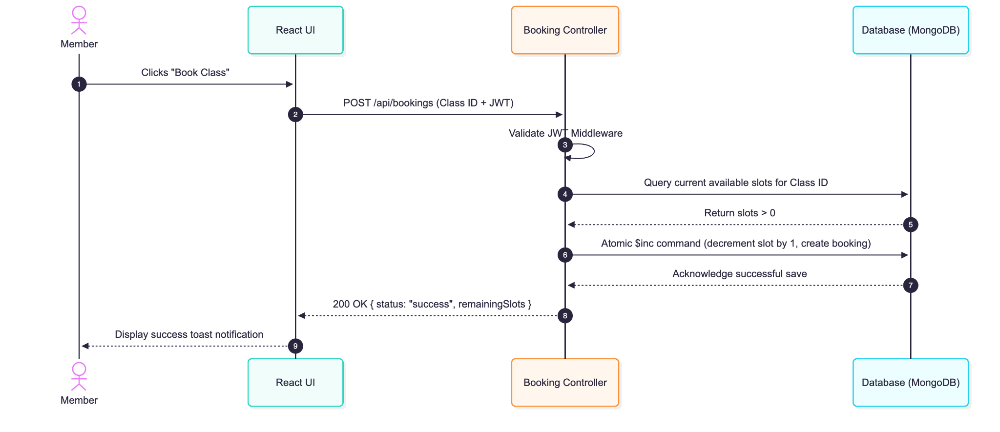 Member
React UI
Booking Controller
Database (MongoDB)
Clicks "Book Class"
1
POST /api/bookings (Class ID + JWT)
2
Validate JWT Middleware
3
Query current available slots for Class ID
4
Return slots > 0
5
Atomic $inc command (decrement slot by 1, create booking)
6
Acknowledge successful save
7
200 OK { status: "success", remainingSlots }
8
Display success toast notification
9
Member
React UI
Booking Controller
Database (MongoDB)